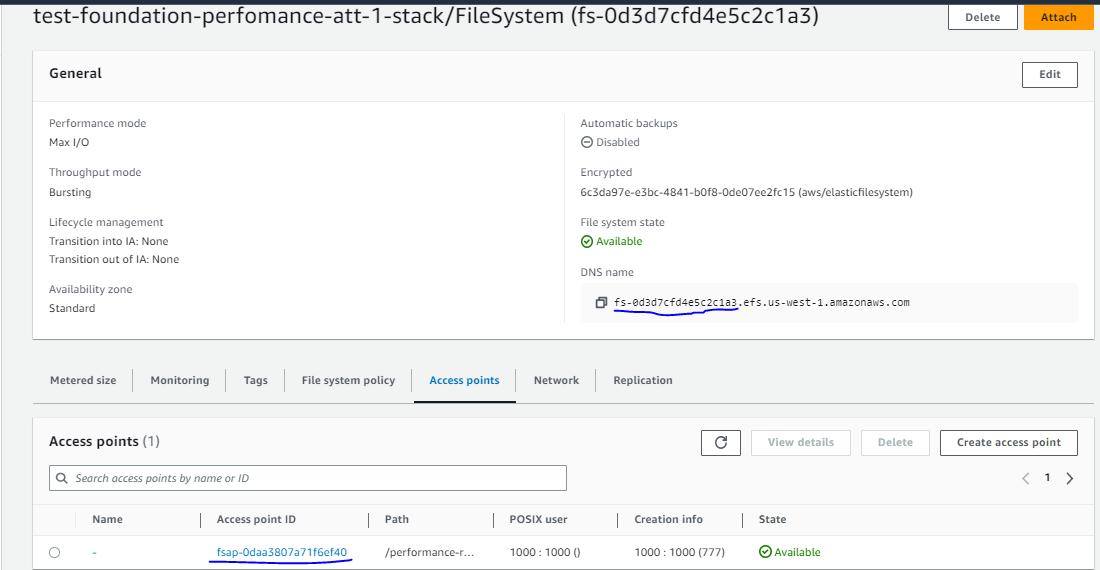 test-foundation-perfomance-att-1-stack/FileSystem (fs-0d3d7cfd4e5c2c1a3)
Delete
Attach
General
Edit
Performance mode
Max I/O
Throughput mode
Bursting
Lifecycle management
Transition into IA: None
Transition out of IA: None
Availability zone
Standard
Automatic backups
Disabled
Encrypted
6c3da97e-e3bc-4841-b0f8-0de07ee2fc15 (aws/elasticfilesystem)
File system state
Available
DNS name
fs-0d3d7cfd4e5c2c1a3.efs.us-west-1.amazonaws.com
Metered size
Monitoring
Tags
File system policy
Access points
Network
Replication
Access points (1)
View details
Delete
Create access point
Search access points by name or ID
1
Name
Access point ID
Path
POSIX user
Creation info
State
-
fsap-0daa3807a71f6ef40
/performance-r...
1000 : 1000 ()
1000 : 1000 (777)
Available